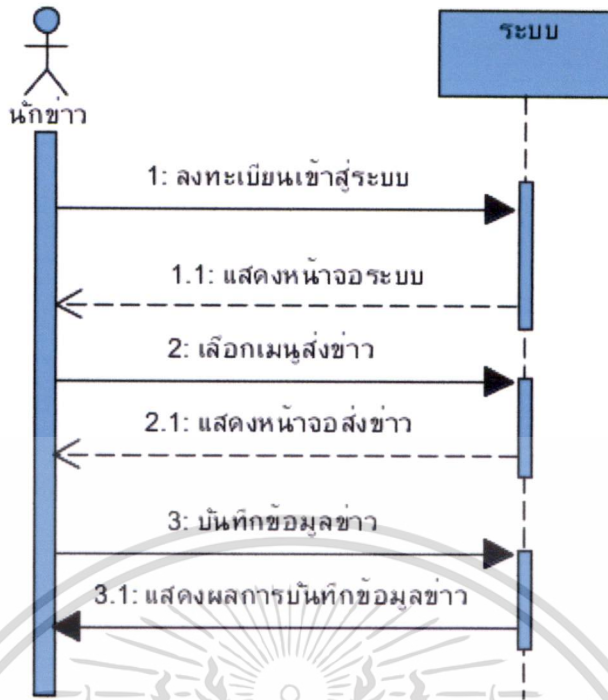 ระบบ
นักข่าว
1: ลงทะเบียนเข้าสู่ระบบ
1.1: แสดงหน้าจอระบบ
2: เลือกเมนูส่งข่าว
2.1: แสดงหน้าจอส่งข่าว
3: บันทึกข้อมูลข่าว
3.1: แสดงผลการบันทึกข้อมูลข่าว